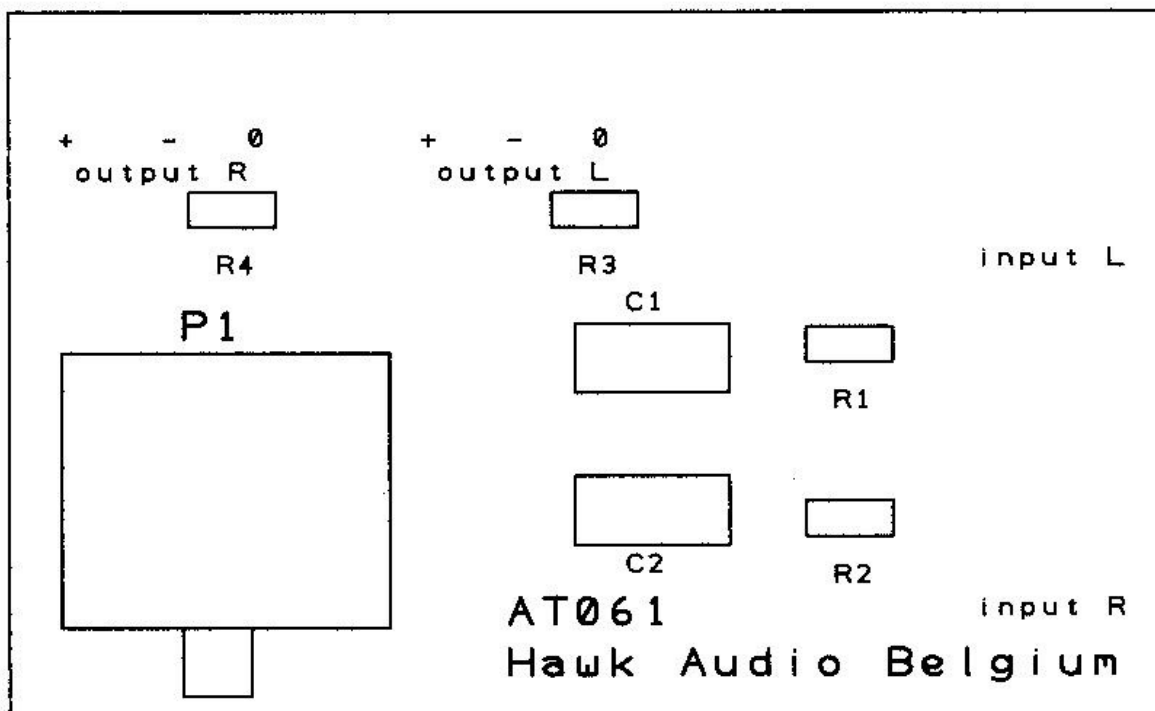 + - 0 + - 0
output R output L
R4 R3 input L
C1
P1
R1
C2 R2
AT061 input R
Hawk Audio Belgium